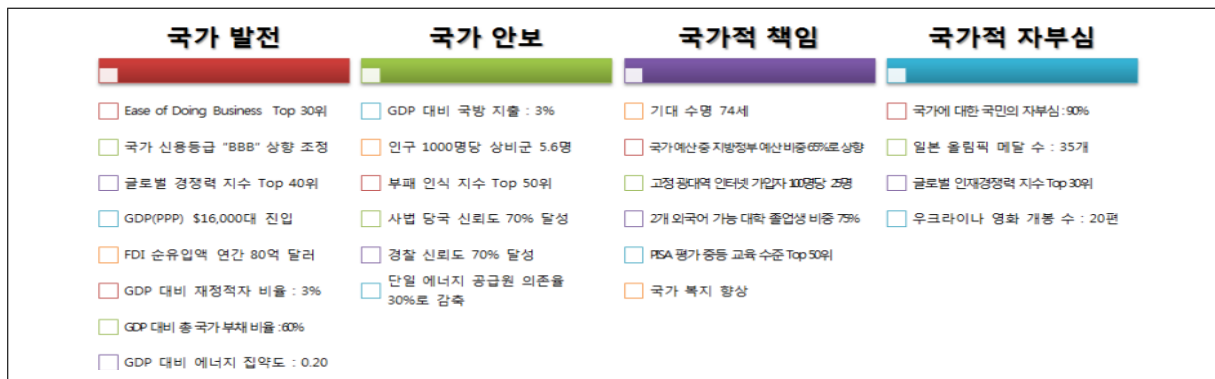 국가 발전
Ease of Doing Business Top 30위
국가 신용등급 "BBB" 상향 조정
글로벌 경쟁력 지수 Top 40위
GDP(PPP) $16,000대 진입
FDI 순유입액 연간 80억 달러
GDP 대비 재정적자 비율 : 3%
GDP 대비 총 국가 부채 비율 : 60%
GDP 대비 에너지 집약도 : 0.20
국가 안보
GDP 대비 국방 지출 : 3%
인구 1000명당 상비군 5.6명
부패 인식 지수 Top 50위
사법 당국 신뢰도 70% 달성
경찰 신뢰도 70% 달성
단일 에너지 공급원 의존율
30%로 감축
국가적 책임
기대 수명 74세
국가 예산 중 지방정부 예산 비중 65%로 상향
고정 광대역 인터넷 가입자 100명당 25명
2개 외국어 가능 대학 졸업생 비중 75%
PISA 평가 중등 교육 수준 Top 50위
국가 복지 향상
국가적 자부심
국가에 대한 국민의 자부심 : 90%
일본 올림픽 메달 수 : 35개
글로벌 인재경쟁력 지수 Top 30위
우크라이나 영화 개봉 수 : 20편